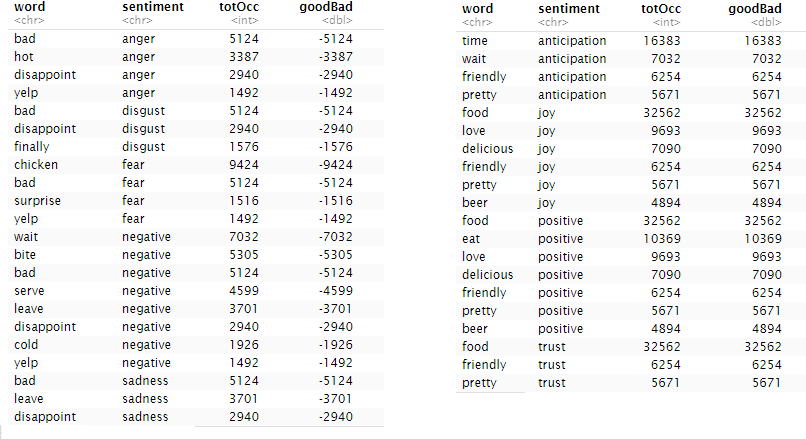 word sentiment totOcc goodBad
<chr> <chr> <int> <dbl>
bad anger 5124 -5124
hot anger 3387 -3387
disappoint anger 2940 -2940
yelp anger 1492 -1492
bad disgust 5124 -5124
disappoint disgust 2940 -2940
finally disgust 1576 -1576
chicken fear 9424 -9424
bad fear 5124 -5124
surprise fear 1516 -1516
yelp fear 1492 -1492
wait negative 7032 -7032
bite negative 5305 -5305
bad negative 5124 -5124
serve negative 4599 -4599
leave negative 3701 -3701
disappoint negative 2940 -2940
cold negative 1926 -1926
yelp negative 1492 -1492
bad sadness 5124 -5124
leave sadness 3701 -3701
disappoint sadness 2940 -2940
word sentiment totOcc goodBad
<chr> <chr> <int> <dbl>
time anticipation 16383 16383
wait anticipation 7032 7032
friendly anticipation 6254 6254
pretty anticipation 5671 5671
food joy 32562 32562
love joy 9693 9693
delicious joy 7090 7090
friendly joy 6254 6254
pretty joy 5671 5671
beer joy 4894 4894
food positive 32562 32562
eat positive 10369 10369
love positive 9693 9693
delicious positive 7090 7090
friendly positive 6254 6254
pretty positive 5671 5671
beer positive 4894 4894
food trust 32562 32562
friendly trust 6254 6254
pretty trust 5671 5671